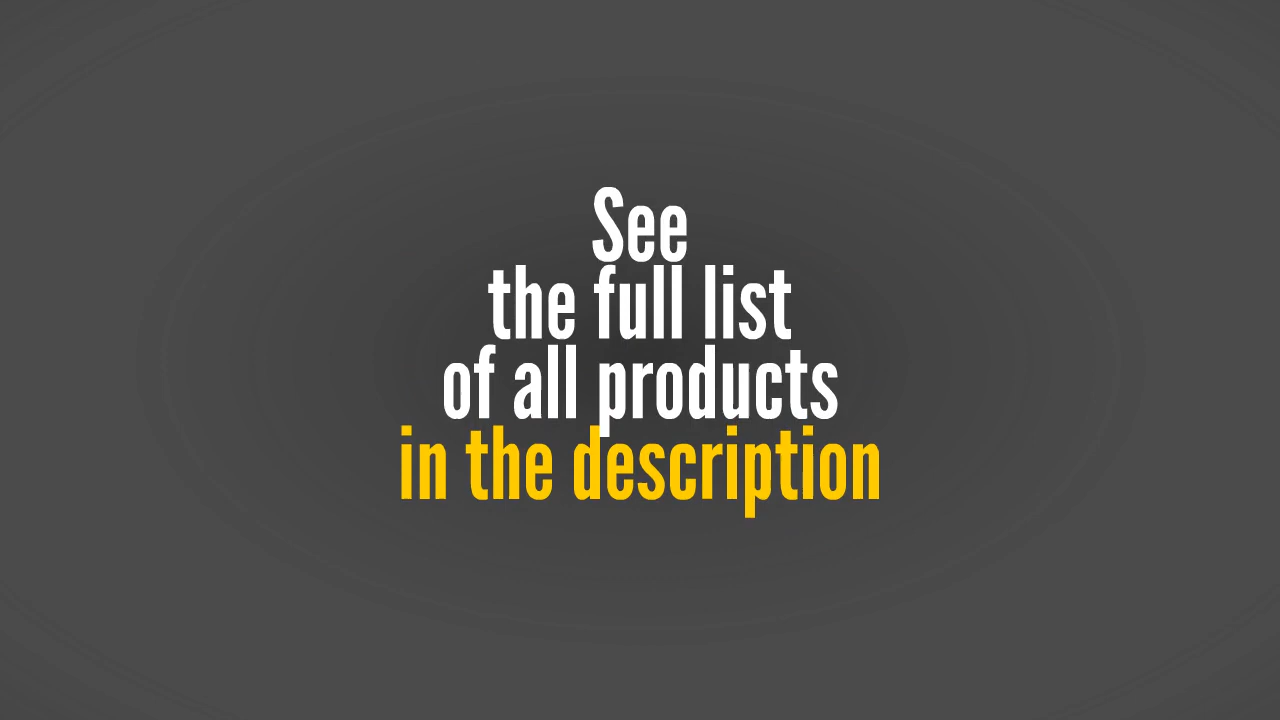 See
the full list
of all products
in the description